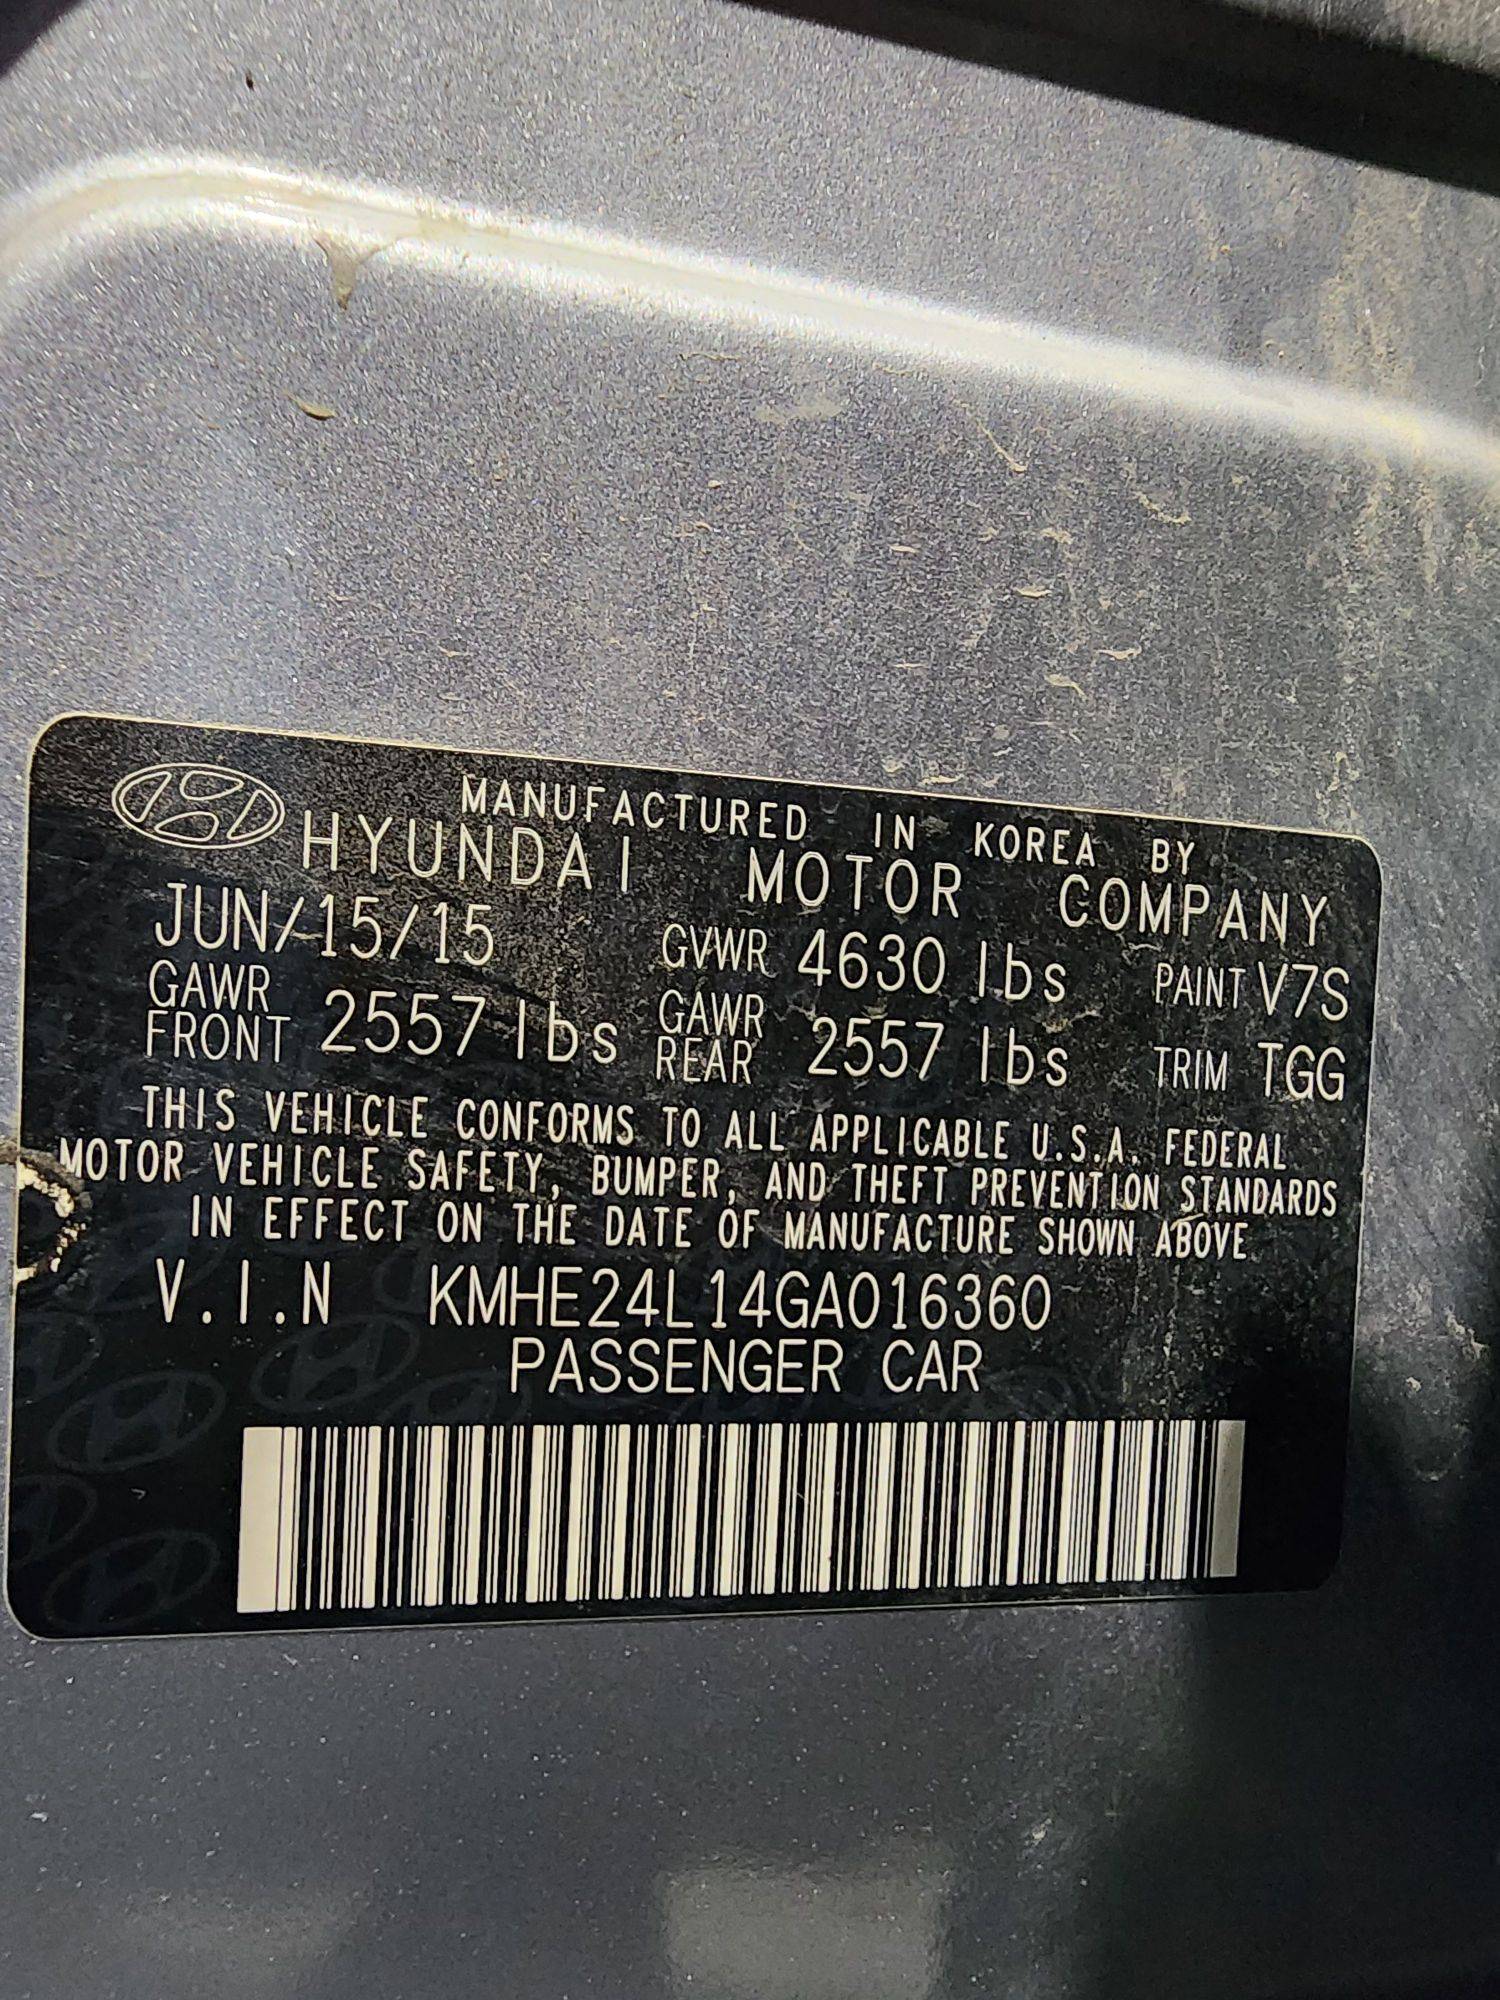 MANUFACTURED IN KOREA BY
HYUNDAI MOTOR COMPANY
JUN/15/15 GVWR 4630 lbs PAINT V7S
GAWR FRONT 2557 lbs GAWR REAR 2557 lbs TRIM TGG
THIS VEHICLE CONFORMS TO ALL APPLICABLE U.S.A. FEDERAL
MOTOR VEHICLE SAFETY, BUMPER, AND THEFT PREVENTION STANDARDS
IN EFFECT ON THE DATE OF MANUFACTURE SHOWN ABOVE
V.I.N KMHE24L14GA016360
PASSENGER CAR